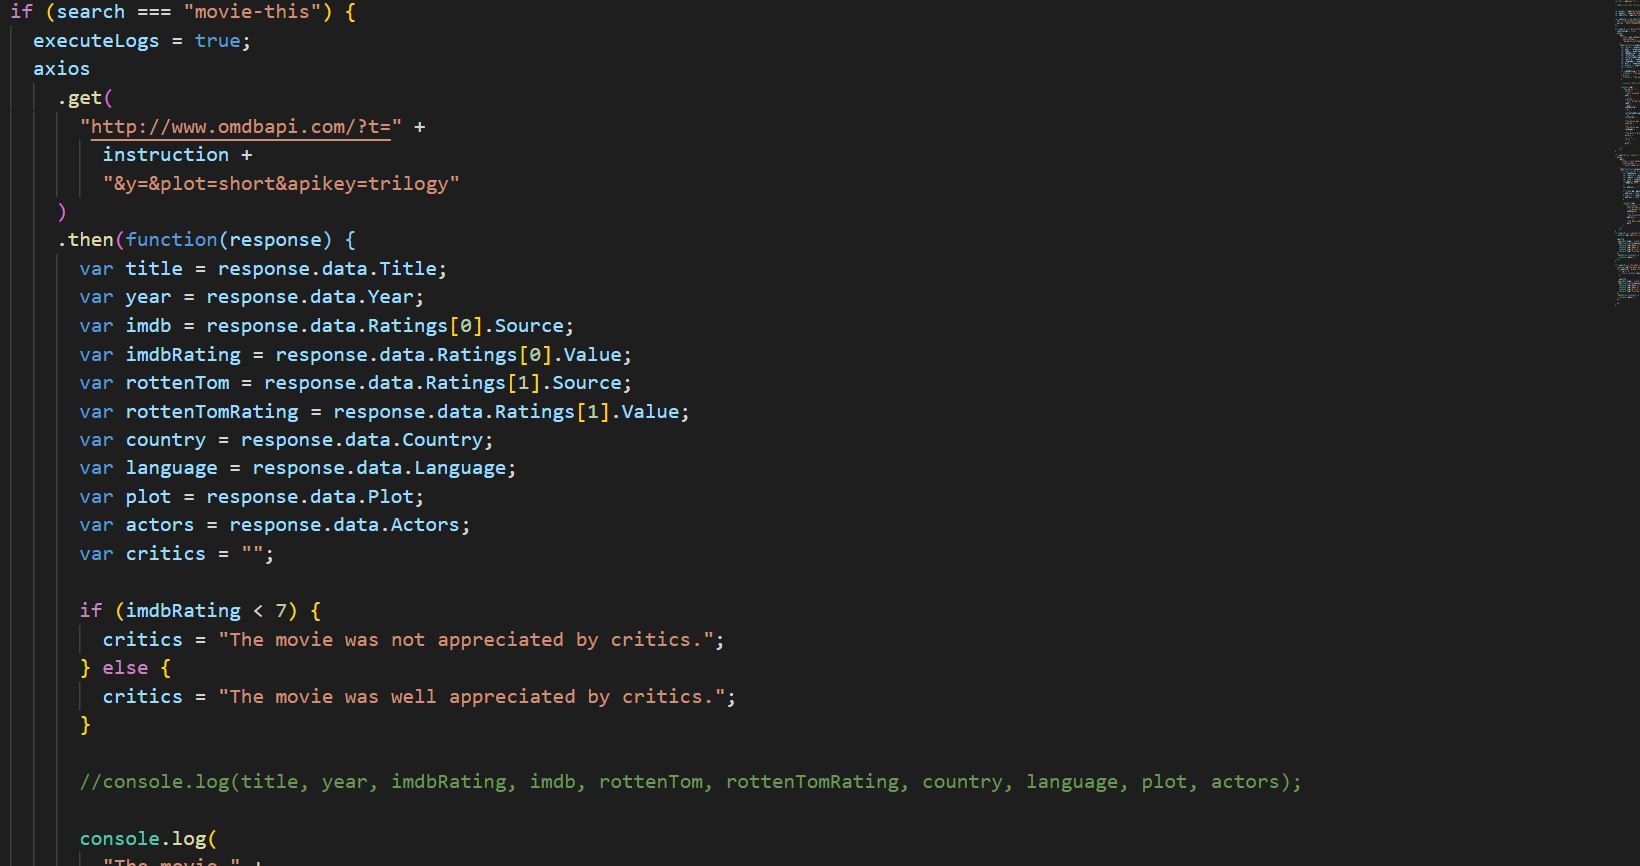 if (search === "movie-this") {
executeLogs = true;
axios
.get(
"http://www.omdbapi.com/?t=" +
instruction +
"&y=&plot=short&apikey=trilogy"
)
.then(function(response) {
var title = response.data.Title;
var year = response.data.Year;
var imdb = response.data.Ratings[0].Source;
var imdbRating = response.data.Ratings[0].Value;
var rottenTom = response.data.Ratings[1].Source;
var rottenTomRating = response.data.Ratings[1].Value;
var country = response.data.Country;
var language = response.data.Language;
var plot = response.data.Plot;
var actors = response.data.Actors;
var critics = "";
if (imdbRating < 7) {
critics = "The movie was not appreciated by critics.";
} else {
critics = "The movie was well appreciated by critics.";
}
//console.log(title, year, imdbRating, imdb, rottenTom, rottenTomRating, country, language, plot, actors);
console.log(
"The movie " +